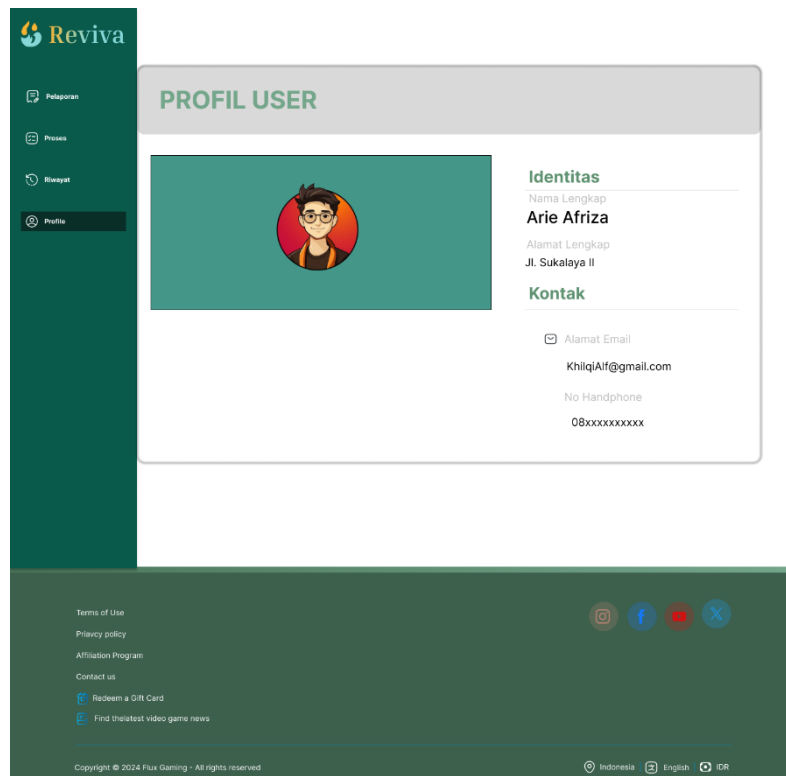 Reviva
Pelaporan
Proses
Riwayat
Profile
PROFIL USER
Identitas
Nama Lengkap
Arie Afriza
Alamat Lengkap
Jl. Sukalaya II
Kontak
Alamat Email
KhilqiAlf@gmail.com
No Handphone
08xxxxxxxxxx
Terms of Use
Priavcy policy
Affiliation Program
Contact us
Redeem a Gift Card
Find thelatest video game news
Copyright © 2024 Flux Gaming - All rights reserved
Indonesia English IDR